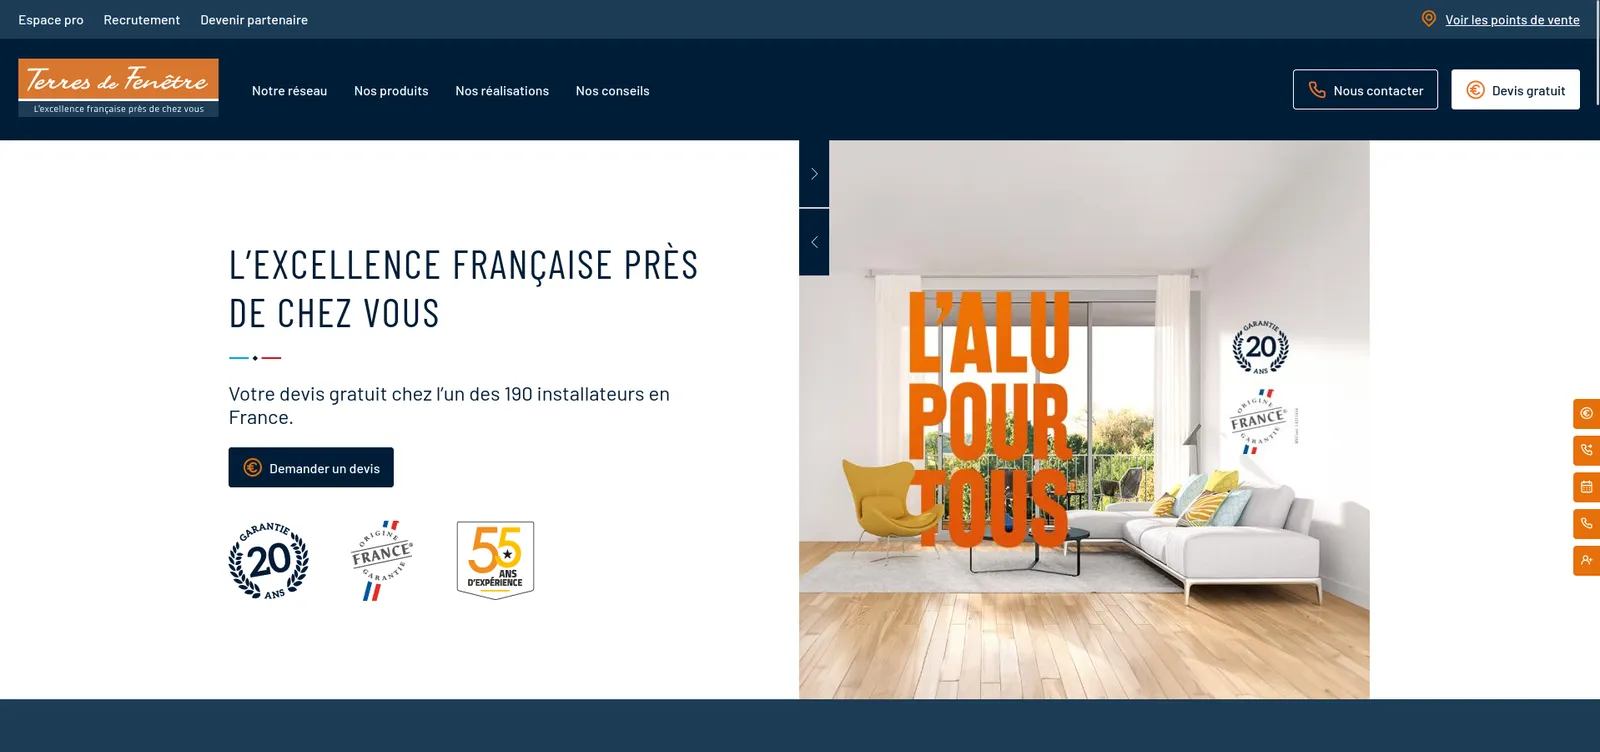 Espace pro
Recrutement
Devenir partenaire
Voir les points de vente
Terres de Fenêtre
L'excellence française près de chez vous
Notre réseau
Nos produits
Nos réalisations
Nos conseils
Nous contacter
Devis gratuit
L'EXCELLENCE FRANÇAISE PRÈS
DE CHEZ VOUS
Votre devis gratuit chez l'un des 190 installateurs en
France.
Demander un devis
GARANTIE
20
ANS
ORIGINE
FRANCE®
GARANTIE
55
ANS
D'EXPÉRIENCE
L'ALU
POUR
TOUS
GARANTIE
20
ANS
ORIGINE
FRANCE®
GARANTIE